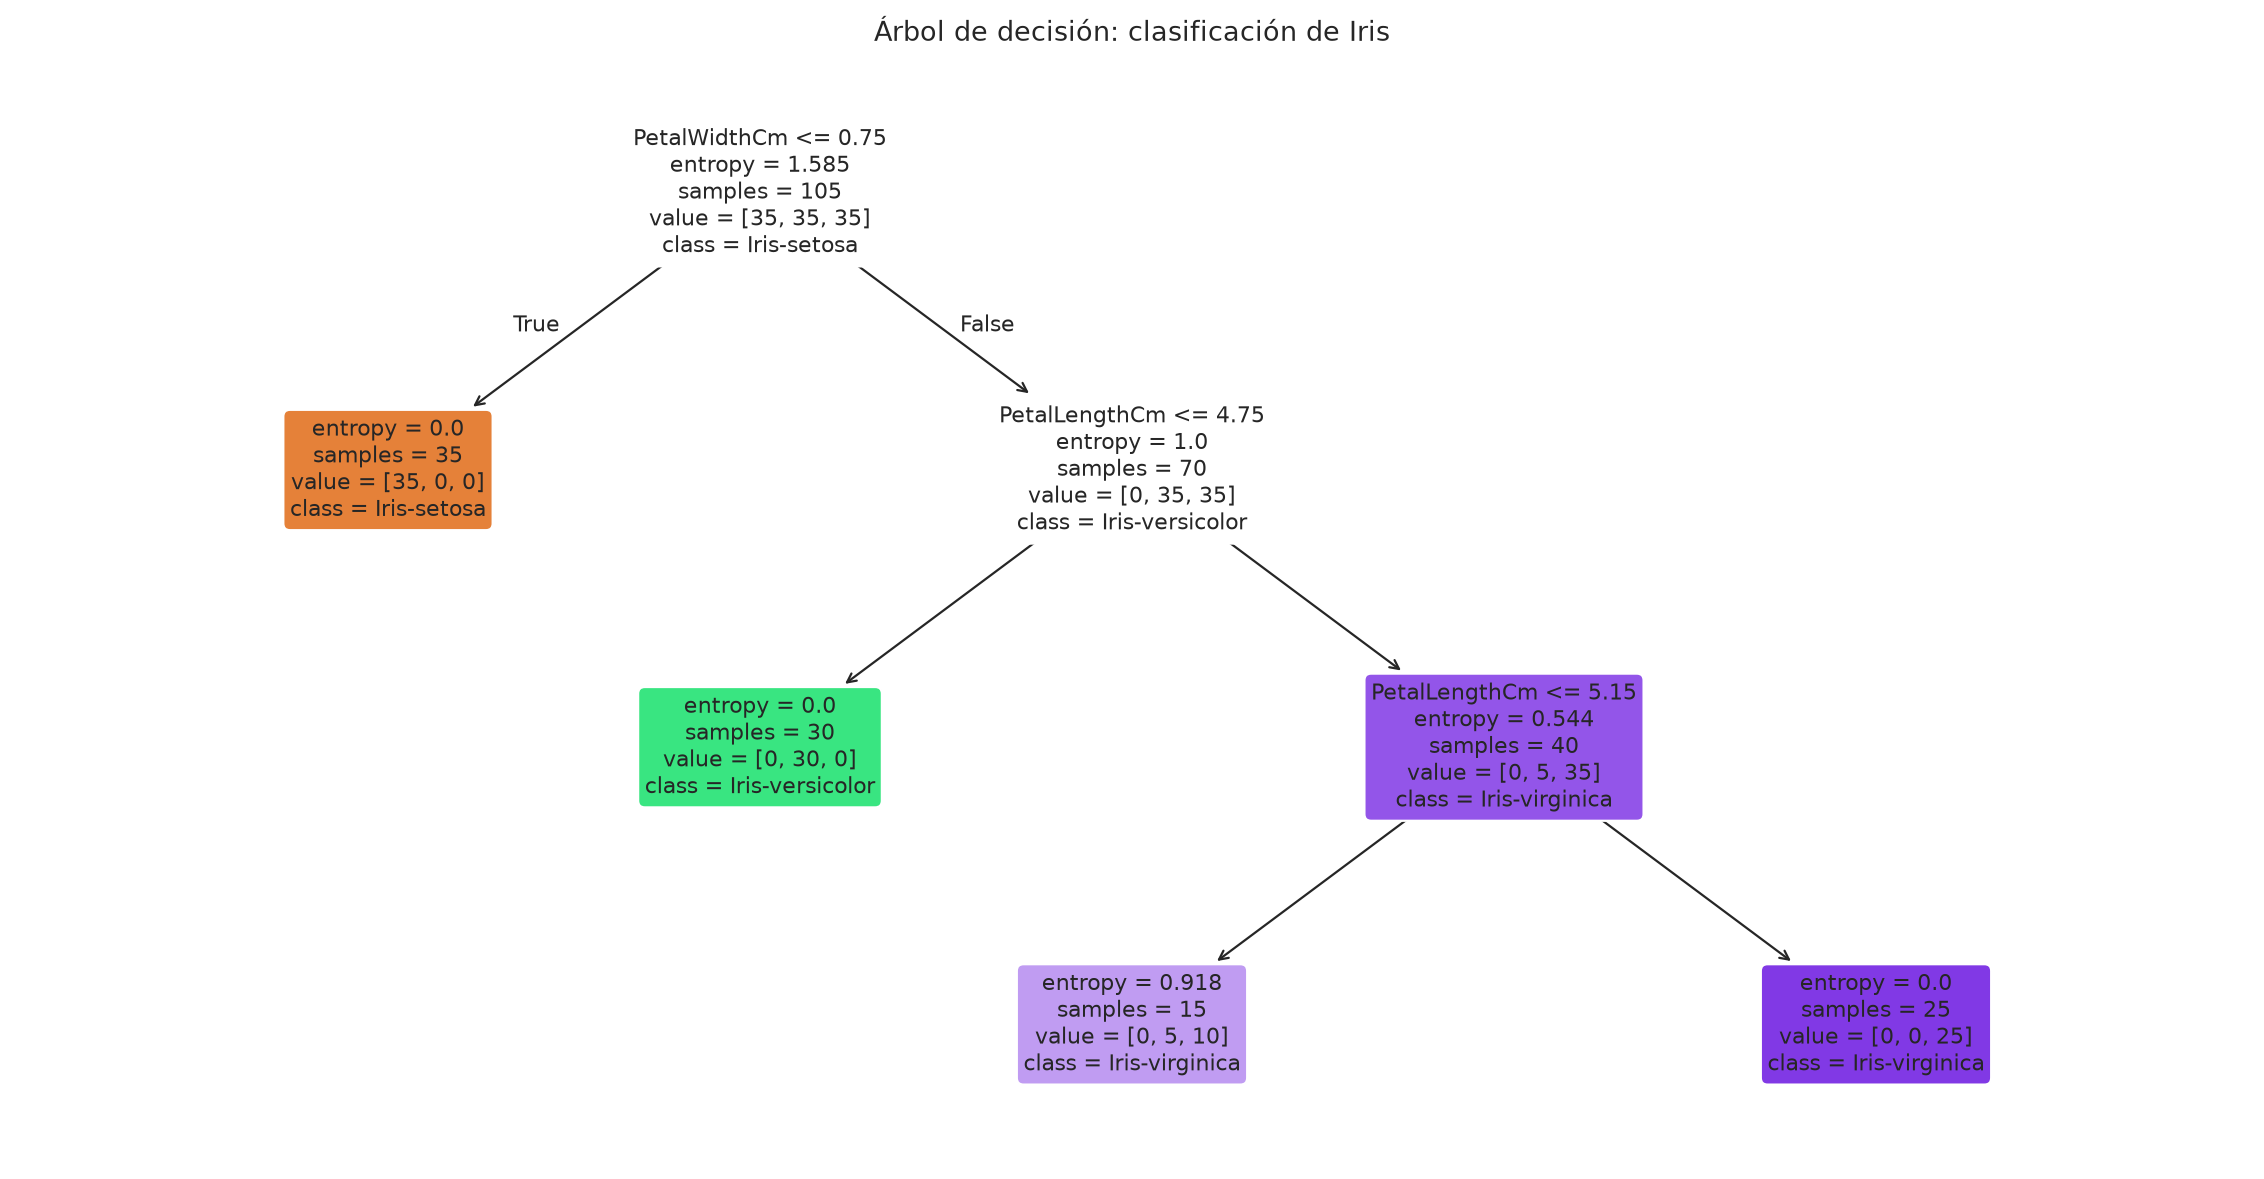 Árbol de decisión: clasificación de Iris
PetalWidthCm <= 0.75
entropy = 1.585
samples = 105
value = [35, 35, 35]
class = Iris-setosa
True
False
entropy = 0.0
samples = 35
value = [35, 0, 0]
class = Iris-setosa
PetalLengthCm <= 4.75
entropy = 1.0
samples = 70
value = [0, 35, 35]
class = Iris-versicolor
entropy = 0.0
samples = 30
value = [0, 30, 0]
class = Iris-versicolor
PetalLengthCm <= 5.15
entropy = 0.544
samples = 40
value = [0, 5, 35]
class = Iris-virginica
entropy = 0.918
samples = 15
value = [0, 5, 10]
class = Iris-virginica
entropy = 0.0
samples = 25
value = [0, 0, 25]
class = Iris-virginica